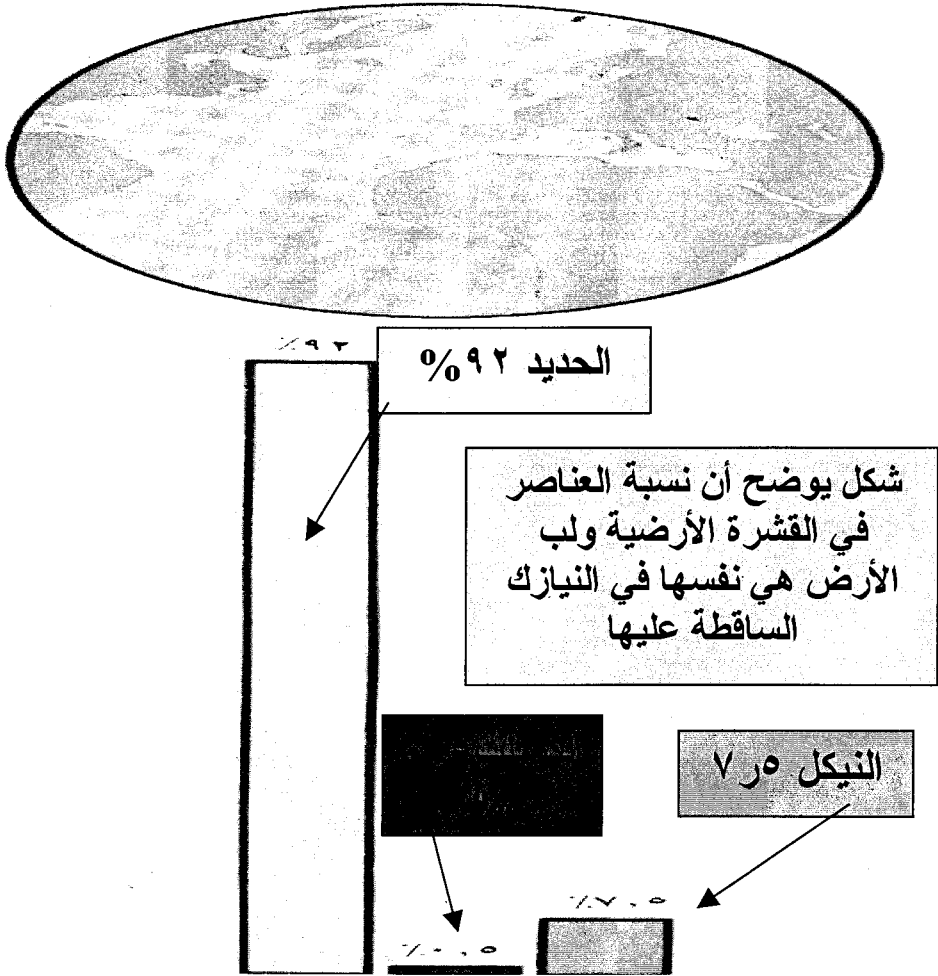 ٩٢٪
الحديد ٩٢%
شكل يوضح أن نسبة العناصر
في القشرة الأرضية ولب
الأرض هي نفسها في النيازك
الساقطة عليها
النيكل ٥ر٧
٧.٥٪
٠.٥٪